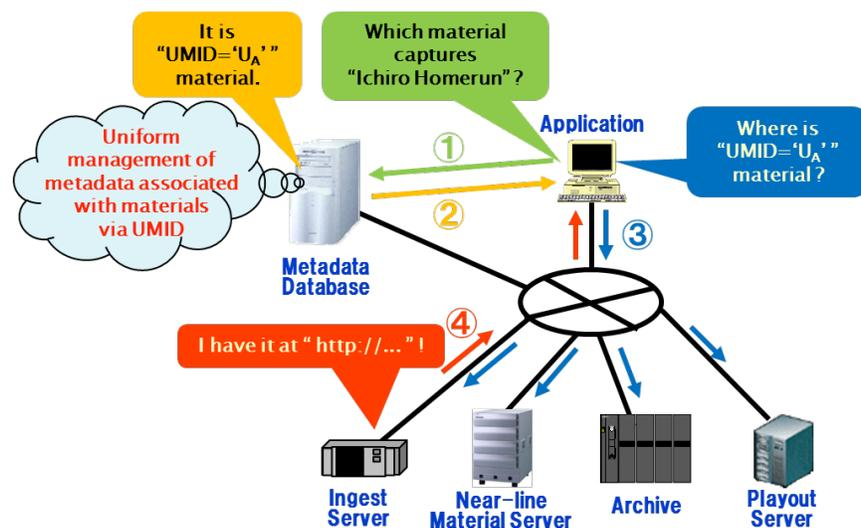 It is
“UMID=‘U_A’ ”
material.
Which material
captures
“Ichiro Homerun” ?
Application
Where is
“UMID=‘U_A’ ”
material ?
Uniform
management of
metadata associated
with materials
via UMID
①
②
③
Metadata
Database
④
I have it at “ http://... ” !
Ingest
Server
Near-line
Material Server
Archive
Playout
Server